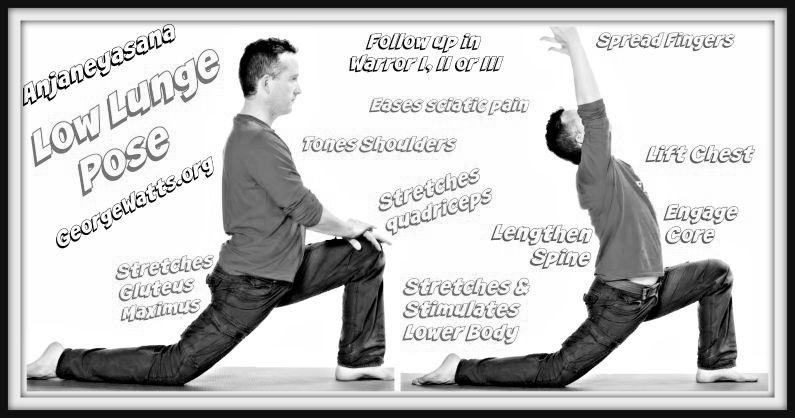 Anjaneyasana
Low Lunge
Pose
GeorgeWatts.org
Stretches
Gluteus
Maximus
Follow up in
Warror I, II or III
Eases sciatic pain
Tones Shoulders
Stretches
quadriceps
Lengthen
Spine
Stretches &
Stimulates
Lower Body
Spread Fingers
Lift Chest
Engage
Core